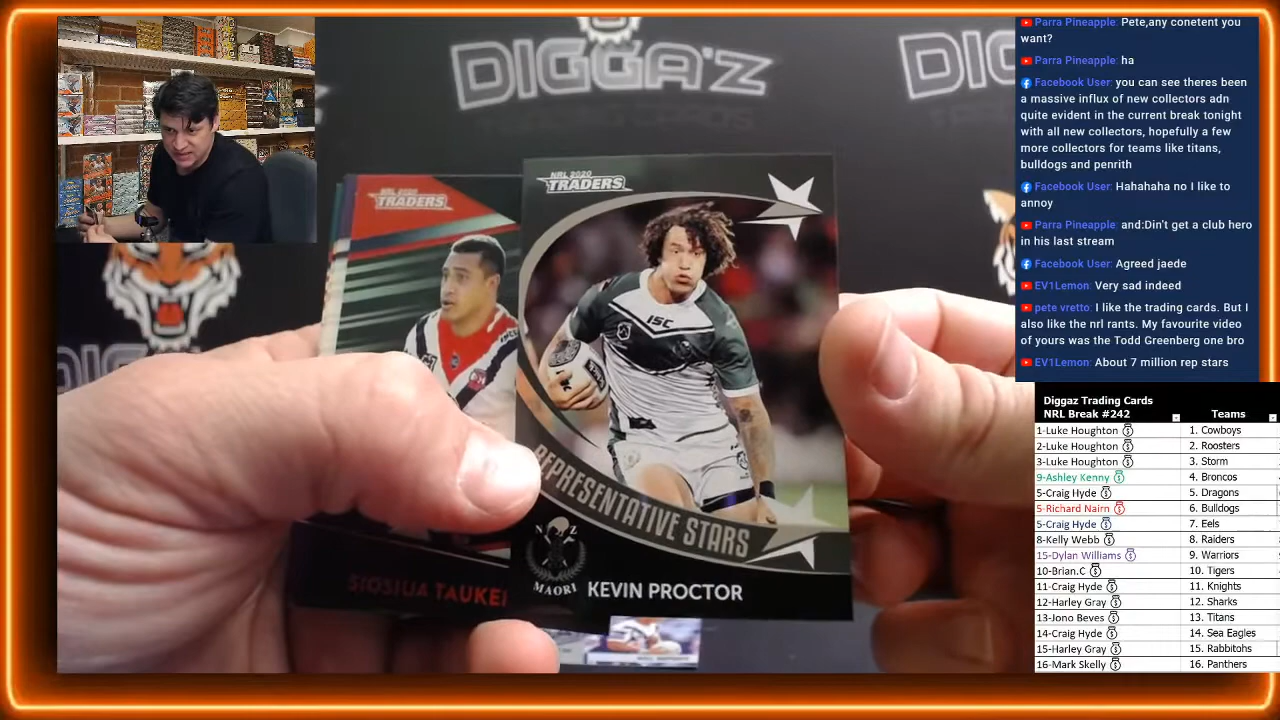 DIGGA'Z
NRL 2020
TRADERS
NRL 2020
TRADERS
ISC
REPRESENTATIVE STARS
N Z
MAORI
KEVIN PROCTOR
Parra Pineapple: Pete,any conetent you
want?
Parra Pineapple: ha
Facebook User: you can see theres been
a massive influx of new collectors adn
quite evident in the current break tonight
with all new collectors, hopefully a few
more collectors for teams like titans,
bulldogs and penrith
Facebook User: Hahahaha no I like to
annoy
Parra Pineapple: and:Din't get a club hero
in his last stream
Facebook User: Agreed jaede
EV1Lemon: Very sad indeed
pete vretto: I like the trading cards. But I
also like the nrl rants. My favourite video
of yours was the Todd Greenberg one bro
EV1Lemon: About 7 million rep stars
Diggaz Trading Cards
NRL Break #242 Teams
1-Luke Houghton 1. Cowboys
2-Luke Houghton 2. Roosters
3-Luke Houghton 3. Storm
9-Ashley Kenny 4. Broncos
5-Craig Hyde 5. Dragons
5-Richard Nairn 6. Bulldogs
5-Craig Hyde 7. Eels
8-Kelly Webb 8. Raiders
15-Dylan Williams 9. Warriors
10-Brian.C 10. Tigers
11-Craig Hyde 11. Knights
12-Harley Gray 12. Sharks
13-Jono Beves 13. Titans
14-Craig Hyde 14. Sea Eagles
15-Harley Gray 15. Rabbitohs
16-Mark Skelly 16. Panthers